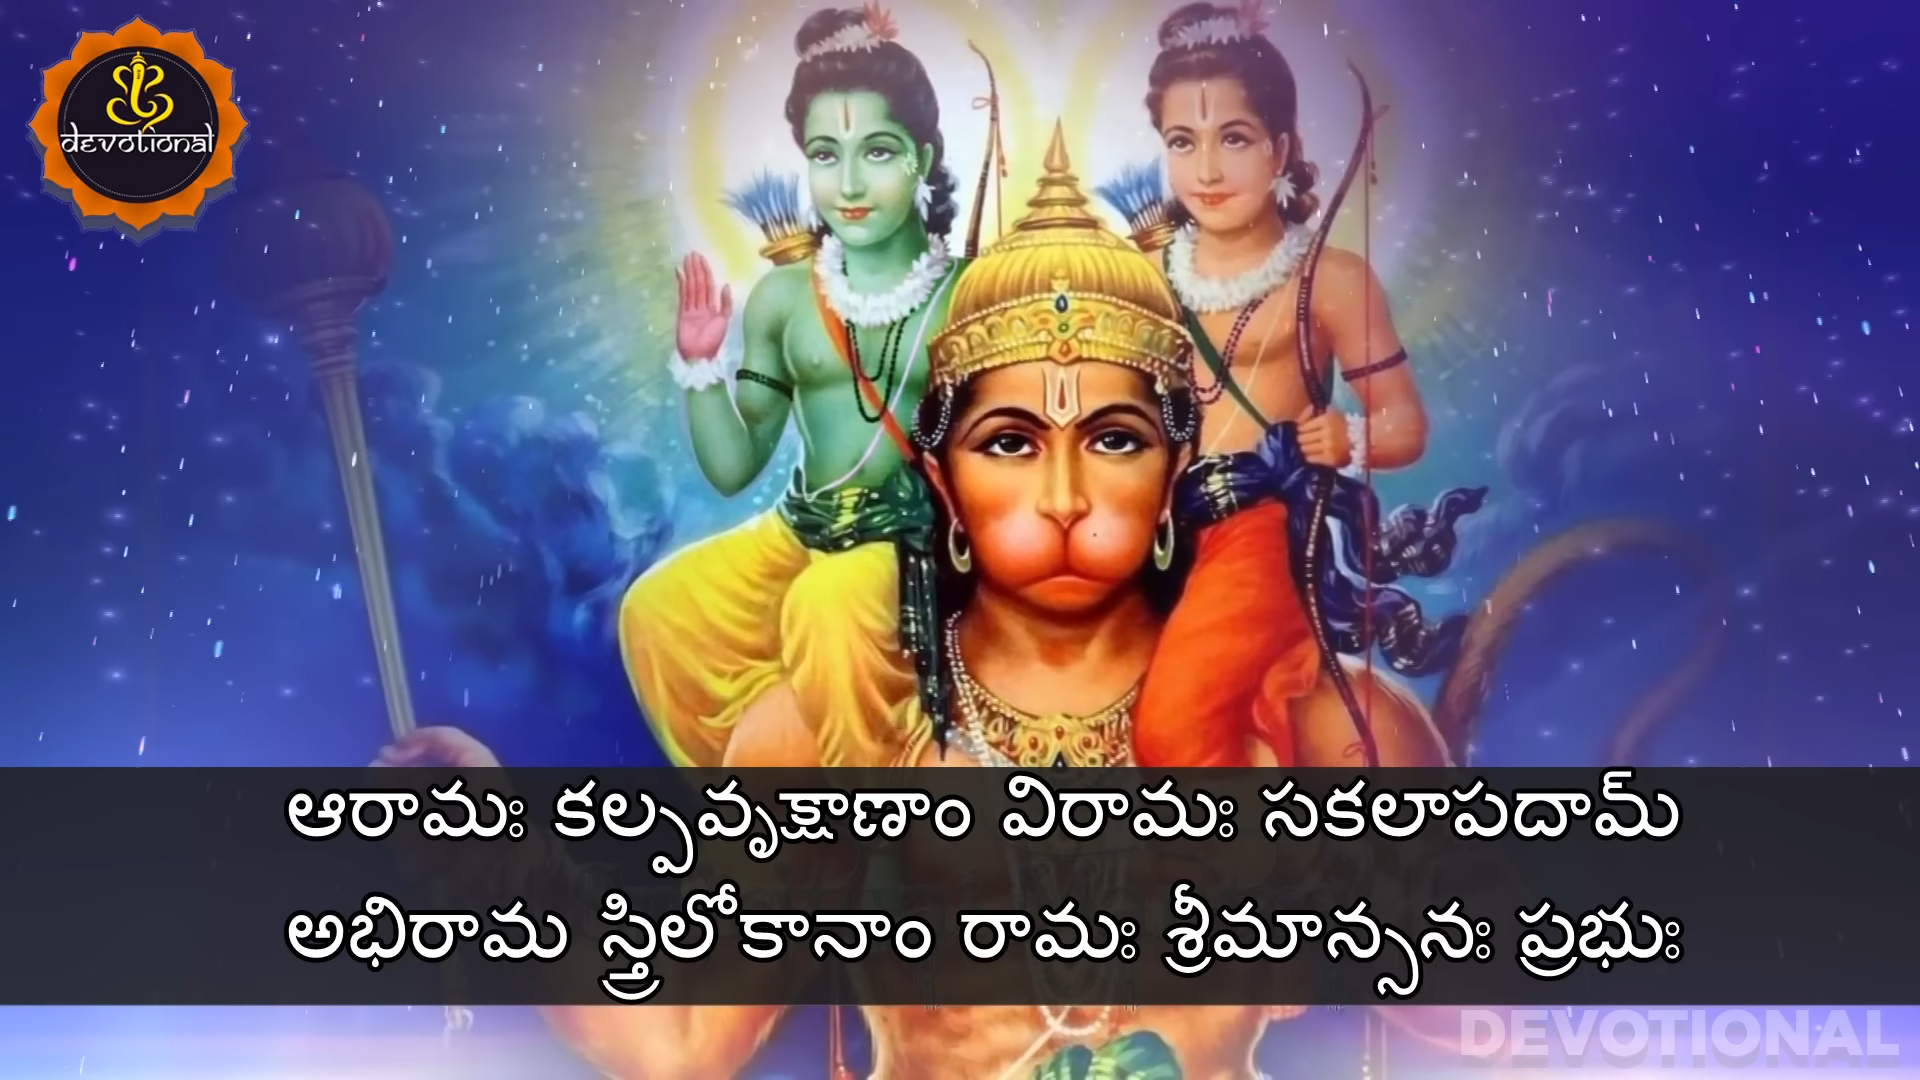 devotional
ఆరామః కల్పవృక్షాణాం విరామః సకలాపదామ్
అభిరామ స్త్రిలోకానాం రామః శ్రీమాన్సనః ప్రభుః
DEVOTIONAL